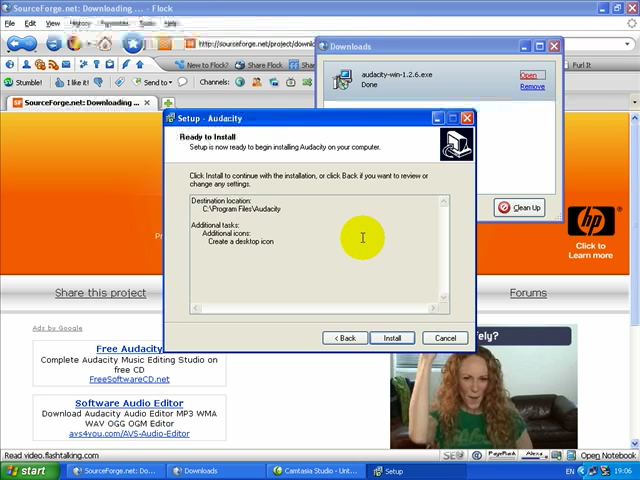 SourceForge.net: Downloading ... - Flock
File Edit View History Favorites Tools Help
http://sourceforge.net/project/downlo
New to Flock? Share Flock Furl It
Stumble! I like it! Send to Channels:
SourceForge.net: Downloading ...
Downloads
audacity-win-1.2.6.exe
Done
Open
Remove
Clean Up
Setup - Audacity
Ready to Install
Setup is now ready to begin installing Audacity on your computer.
Click Install to continue with the installation, or click Back if you want to review or
change any settings.
Destination location:
C:\Program Files\Audacity
Additional tasks:
Additional icons:
Create a desktop icon
< Back Install Cancel
hp
Click to
Learn more
Share this project
Forums
Ads by Google
Free Audacity
Complete Audacity Music Editing Studio on
free CD
FreeSoftwareCD.net
Software Audio Editor
Download Audacity Audio Editor MP3 WMA
WAV OGG OGM Editor
avs4you.com/AVS-Audio-Editor
ely?
Read video.flashtalking.com
PageRank Alexa Open Notebook
start SourceForge.net: Do... Downloads Camtasia Studio - Unt... Setup EN 19:06